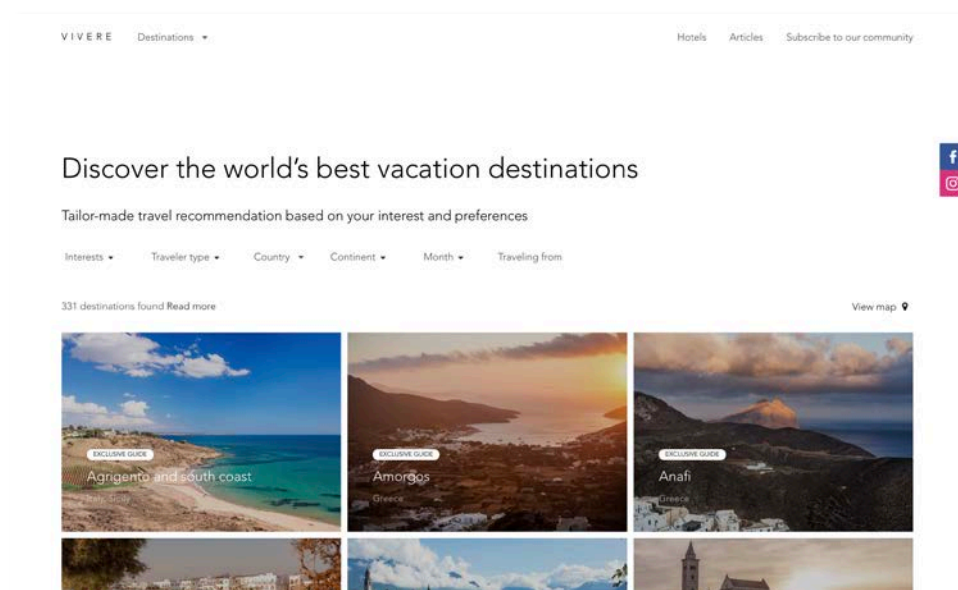 VIVERE Destinations Hotels Articles Subscribe to our community
Discover the world's best vacation destinations
Tailor-made travel recommendation based on your interest and preferences
Interests Traveler type Country Continent Month Traveling from
331 destinations found Read more View map
EXCLUSIVE GUIDE
Agrigento and south coast
Italy, Sicily
EXCLUSIVE GUIDE
Amorgos
Greece
EXCLUSIVE GUIDE
Anafi
Greece